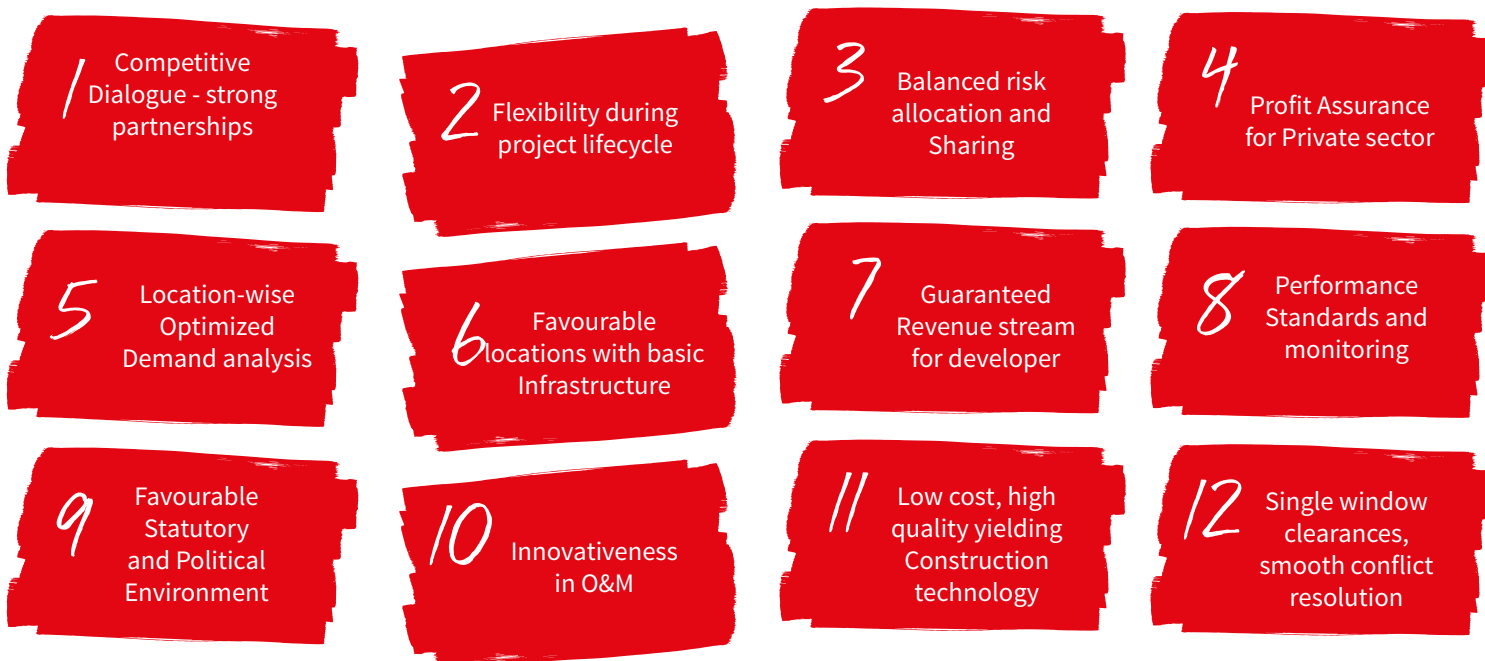 1
Competitive
Dialogue - strong
partnerships
2
Flexibility during
project lifecycle
3
Balanced risk
allocation and
Sharing
4
Profit Assurance
for Private sector
5
Location-wise
Optimized
Demand analysis
6
Favourable
locations with basic
Infrastructure
7
Guaranteed
Revenue stream
for developer
8
Performance
Standards and
monitoring
9
Favourable
Statutory
and Political
Environment
10
Innovativeness
in O&M
11
Low cost, high
quality yielding
Construction
technology
12
Single window
clearances,
smooth conflict
resolution